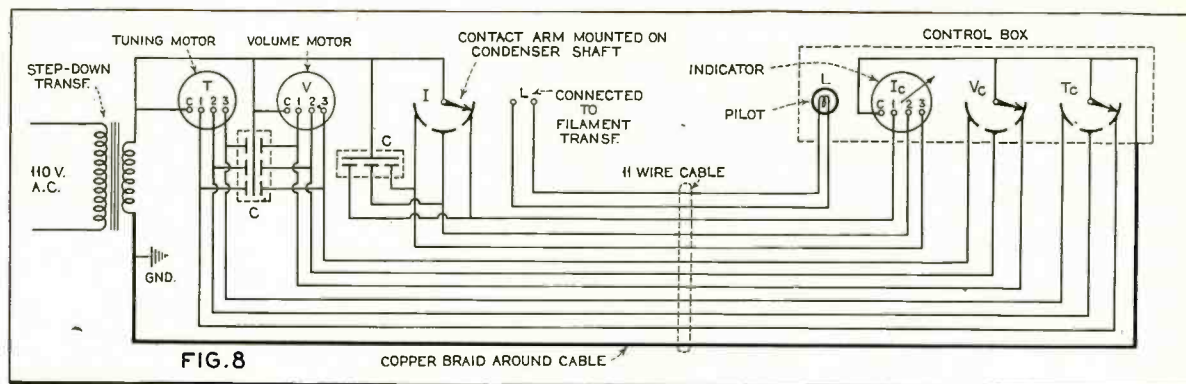 TUNING MOTOR
VOLUME MOTOR
CONTACT ARM MOUNTED ON
CONDENSER SHAFT
CONTROL BOX
STEP-DOWN
TRANSF.
T
C 1 2 3
V
C 1 2 3
I
L
CONNECTED
TO
FILAMENT
TRANSF.
INDICATOR
PILOT
L
Ic
C 1 2 3
Vc
Tc
110 V.
A.C.
C
C
11 WIRE CABLE
GND.
FIG.8
COPPER BRAID AROUND CABLE